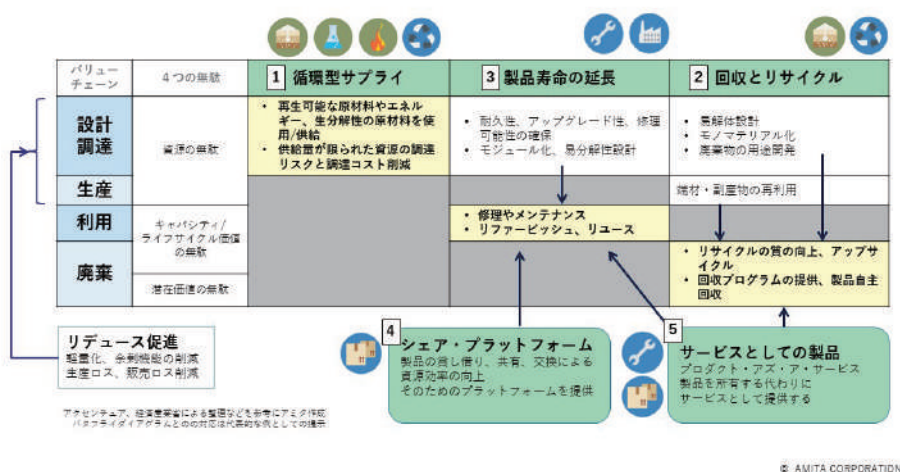 1 循環型サプライ
3 製品寿命の延長
2 回収とリサイクル
バリュー
チェーン
4つの無駄
設計
調達
資源の無駄
• 再生可能な原材料やエネル
ギー、生分解性の原材料を使
用/供給
• 供給量が限られた資源の調達
リスクと調達コスト削減
• 耐久性、アップグレード性、修理
可能性の確保
• モジュール化、易分解性設計
• 易解体設計
• モノマテリアル化
• 廃棄物の用途開発
生産
端材・副産物の再利用
利用
キャパシティ/
ライフサイクル価値
の無駄
• 修理やメンテナンス
• リファービッシュ、リユース
廃棄
潜在価値の無駄
• リサイクルの質の向上、アップサ
イクル
• 回収プログラムの提供、製品自主
回収
リデュース促進
軽量化、余剰機能の削減
生産ロス、販売ロス削減
4
シェア・プラットフォーム
製品の貸し借り、共有、交換による
資源効率の向上
そのためのプラットフォームを提供
5
サービスとしての製品
プロダクト・アズ・ア・サービス
製品を所有する代わりに
サービスとして提供する
アクセンチュア、経済産業省による整理などを参考にアミタ作成
バタフライダイアグラムとの対応は代表的な例としての提示
© AMITA CORPORATION